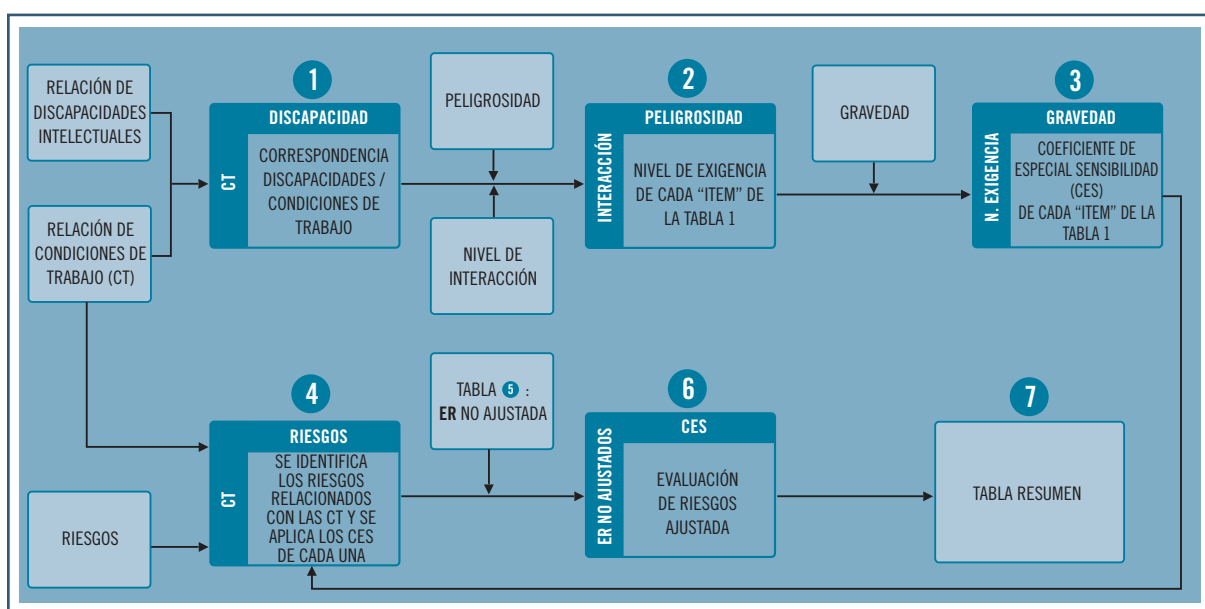 RELACIÓN DE
DISCAPACIDADES
INTELECTUALES
RELACIÓN DE
CONDICIONES DE
TRABAJO (CT)
1
DISCAPACIDAD
CT
CORRESPONDENCIA
DISCAPACIDADES /
CONDICIONES DE
TRABAJO
PELIGROSIDAD
NIVEL DE
INTERACCIÓN
2
PELIGROSIDAD
INTERACCIÓN
NIVEL DE EXIGENCIA
DE CADA “ITEM” DE
LA TABLA 1
GRAVEDAD
3
GRAVEDAD
N. EXIGENCIA
COEFICIENTE DE
ESPECIAL SENSIBILIDAD
(CES)
DE CADA “ITEM” DE LA
TABLA 1
RIESGOS
4
RIESGOS
CT
SE IDENTIFICA
LOS RIESGOS
RELACIONADOS
CON LAS CT Y SE
APLICA LOS CES
DE CADA UNA
TABLA 5 :
ER NO AJUSTADA
6
CES
ER NO AJUSTADOS
EVALUACIÓN
DE RIESGOS
AJUSTADA
7
TABLA RESUMEN